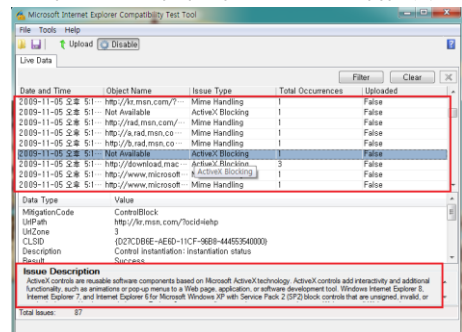 Microsoft Internet Explorer Compatibility Test Tool
File Tools Help
Upload Disable
Live Data
Filter Clear
Date and Time Object Name Issue Type Total Occurrences Uploaded
2009-11-05 오후 5:1··· http://kr.msn.com/?··· Mime Handling 1 False
2009-11-05 오후 5:1··· Not Available ActiveX Blocking 1 False
2009-11-05 오후 5:1··· http://rad.msn.com/··· Mime Handling 1 False
2009-11-05 오후 5:1··· http://a.rad.msn.co··· Mime Handling 1 False
2009-11-05 오후 5:1··· http://b.rad.msn.co··· Mime Handling 1 False
2009-11-05 오후 5:1··· Not Available ActiveX Blocking 1 False
2009-11-05 오후 5:1··· http://download.mac··· ActiveX Blocking 3 False
2009-11-05 오후 5:1··· http://www.microsoft··· ActiveX Blocking 1 False
2009-11-05 오후 5:1··· http://www.microsoft··· Mime Handling 1 False
Data Type Value
MitigationCode ControlBlock
UrlPath http://kr.msn.com/?ocid=iehp
UrlZone 3
CLSID {D27CDB6E-AE6D-11CF-96B8-444553540000}
Description Control instantiation: instantiation status
Result Success
Issue Description
ActiveX controls are reusable software components based on Microsoft ActiveX technology. ActiveX controls add interactivity and additional
functionality, such as animations or pop-up menus to a Web page, application, or software development tool. Windows Internet Explorer 8,
Internet Explorer 7, and Internet Explorer 6 for Microsoft Windows XP with Service Pack 2 (SP2) block controls that are unsigned, invalid, or
Total Issues: 87